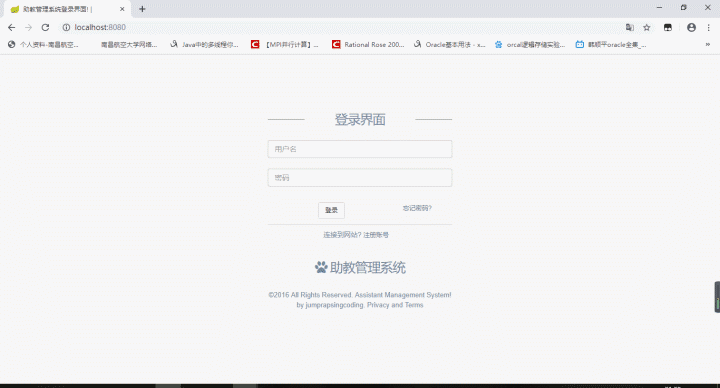 助教管理系统登录界面! |
localhost:8080
个人资料-南昌航空... 南昌航空大学网络... Java中的多线程你... 【MPI并行计算】... Rational Rose 200... Oracle基本用法 - x... orcal逻辑存储实验... 韩顺平oracle全集_...
登录界面
用户名
密码
登录 忘记密码?
连接到网站? 注册账号
助教管理系统
©2016 All Rights Reserved. Assistant Management System!
by jumprapsingcoding. Privacy and Terms